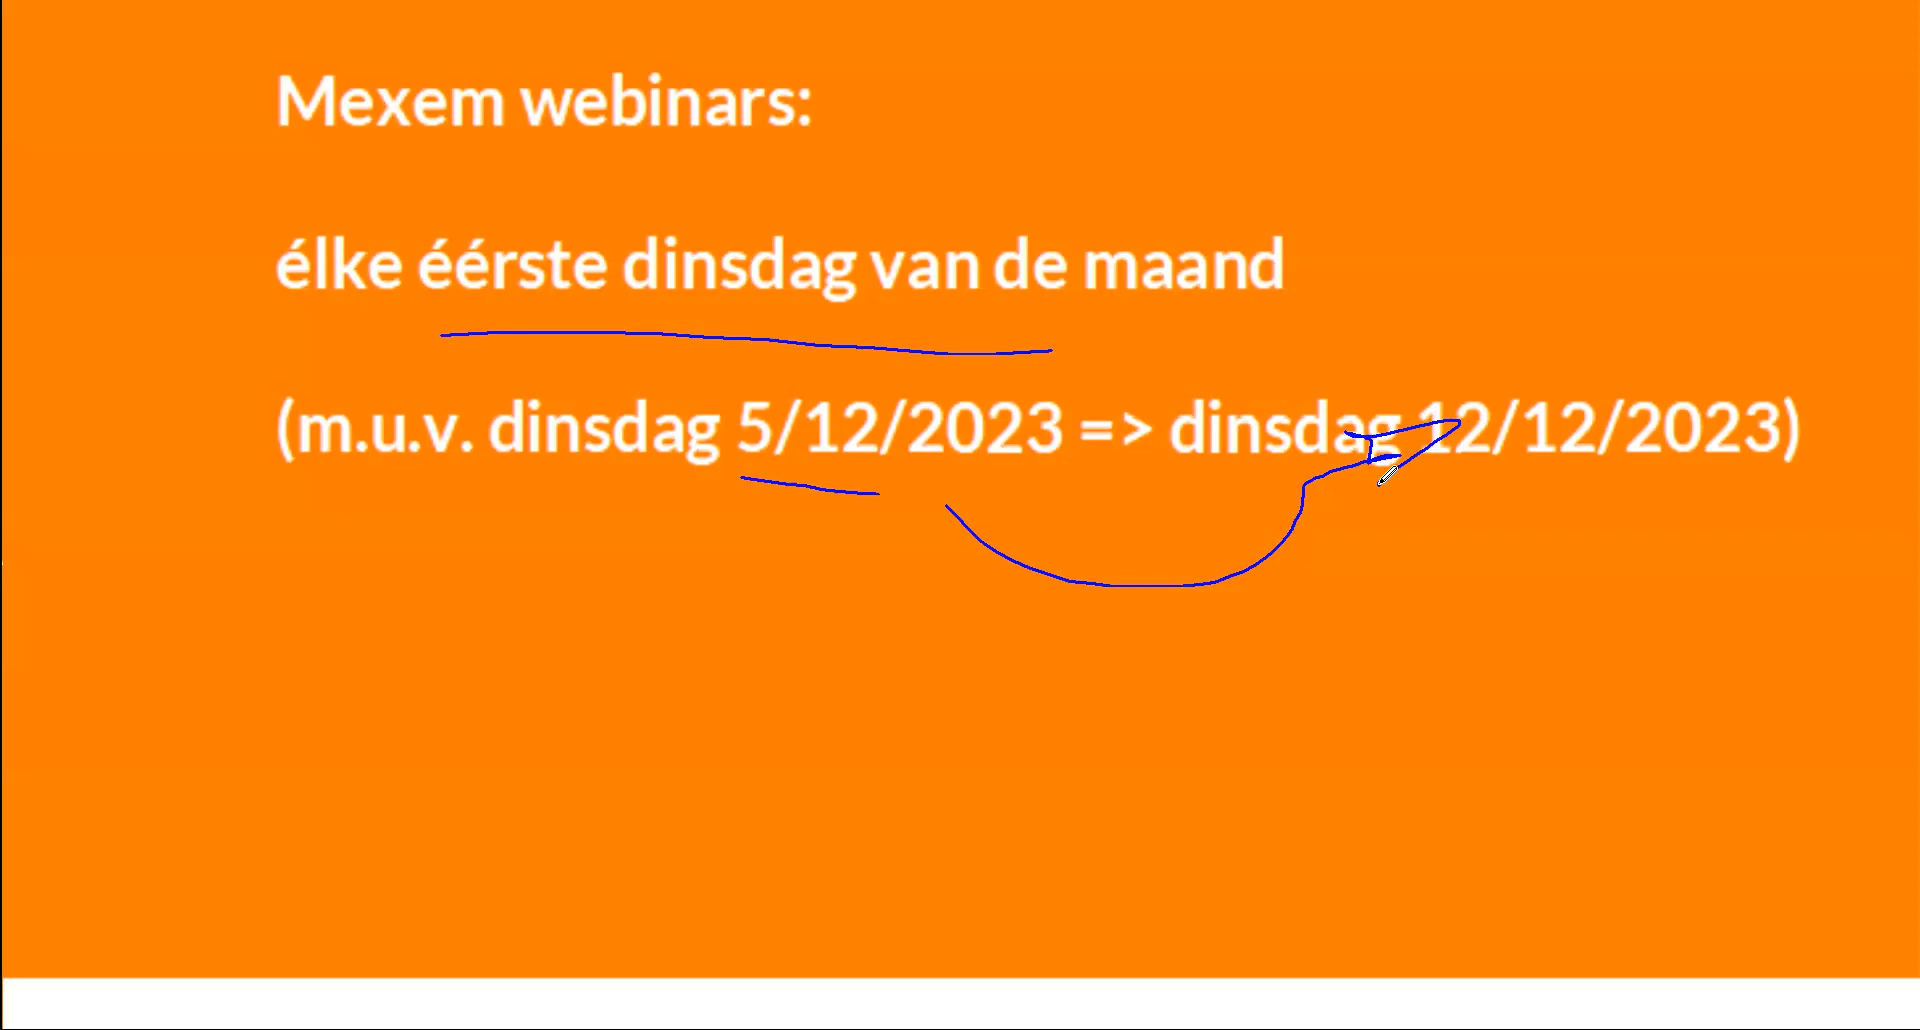 Mexem webinars:
élke éérste dinsdag van de maand
(m.u.v. dinsdag 5/12/2023 => dinsdag 12/12/2023)